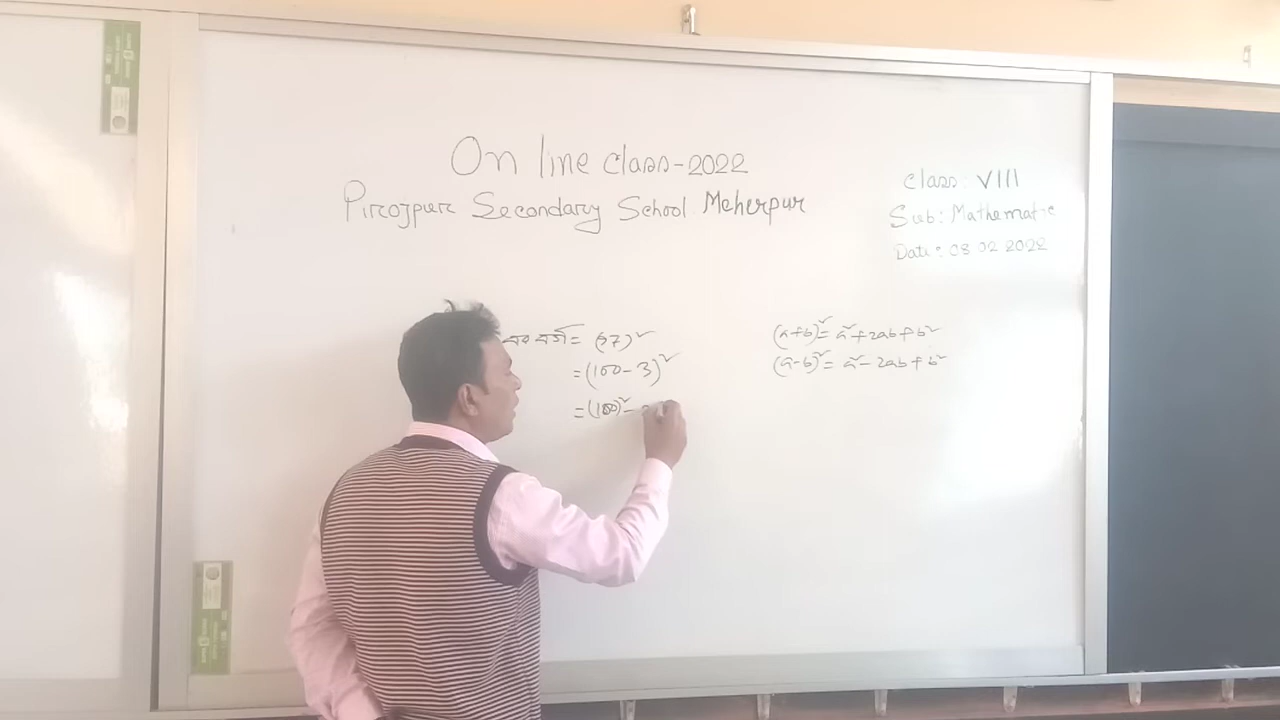 On line class-2022
Pirojpur Secondary School Meherpur
Class: VIII
Sub: Mathematic
Date: 08 02 2022
এর বর্গ = (97)²
= (100 - 3)²
= (100)² -
(a+b)² = a² + 2ab + b²
(a-b)² = a² - 2ab + b²